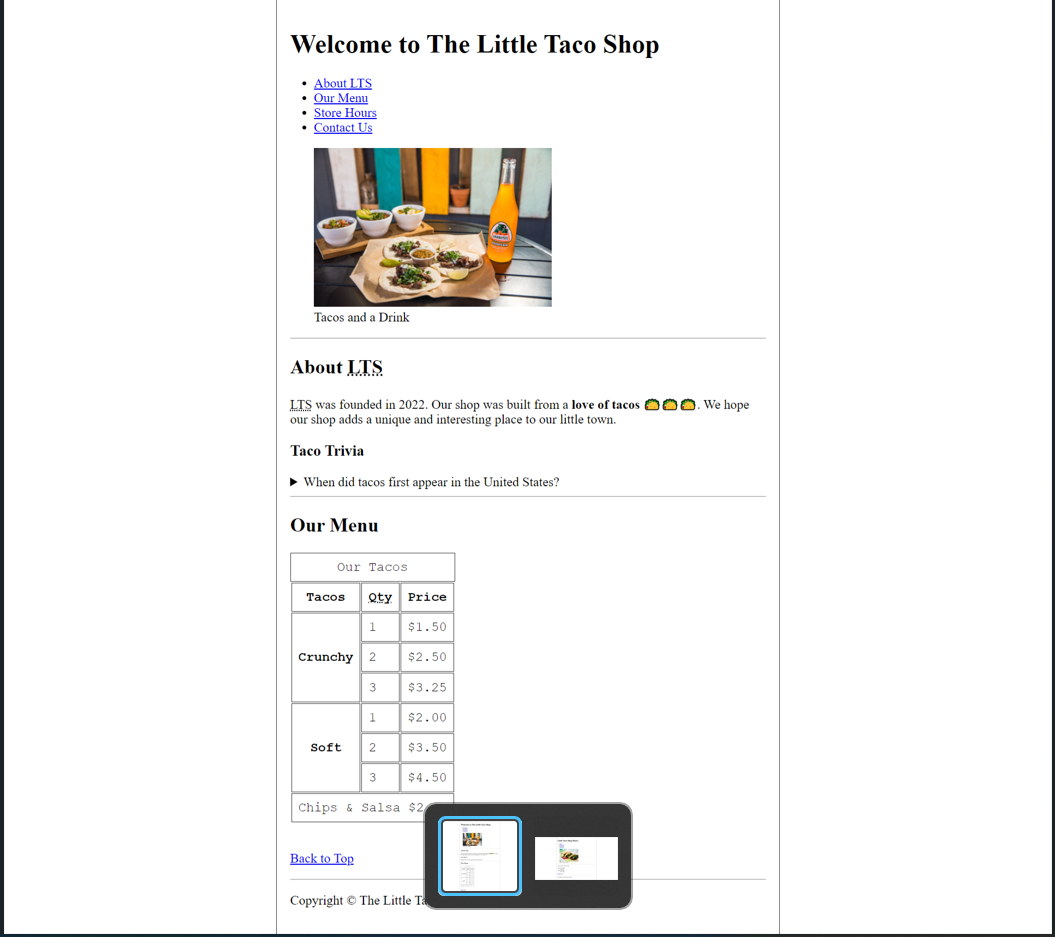 Welcome to The Little Taco Shop
About LTS
Our Menu
Store Hours
Contact Us
Tacos and a Drink
About LTS
LTS was founded in 2022. Our shop was built from a love of tacos 🌮🌮🌮. We hope
our shop adds a unique and interesting place to our little town.
Taco Trivia
When did tacos first appear in the United States?
Our Menu
Our Tacos
Tacos Qty Price
Crunchy
1 $1.50
2 $2.50
3 $3.25
Soft
1 $2.00
2 $3.50
3 $4.50
Chips & Salsa $2
Back to Top
Copyright © The Little